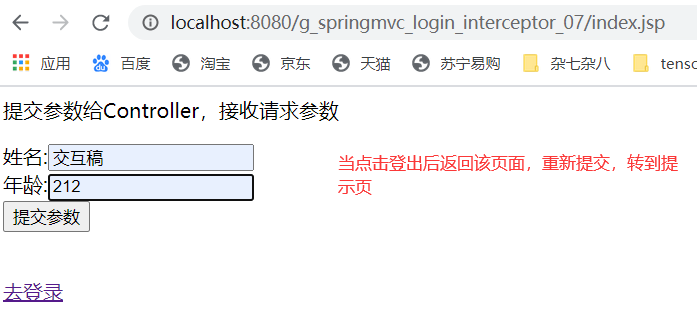 localhost:8080/g_springmvc_login_interceptor_07/index.jsp
应用 百度 淘宝 京东 天猫 苏宁易购 杂七杂八 tensc
提交参数给Controller，接收请求参数
姓名:交互稿
当点击登出后返回该页面，重新提交，转到提
示页
年龄:212
提交参数
去登录